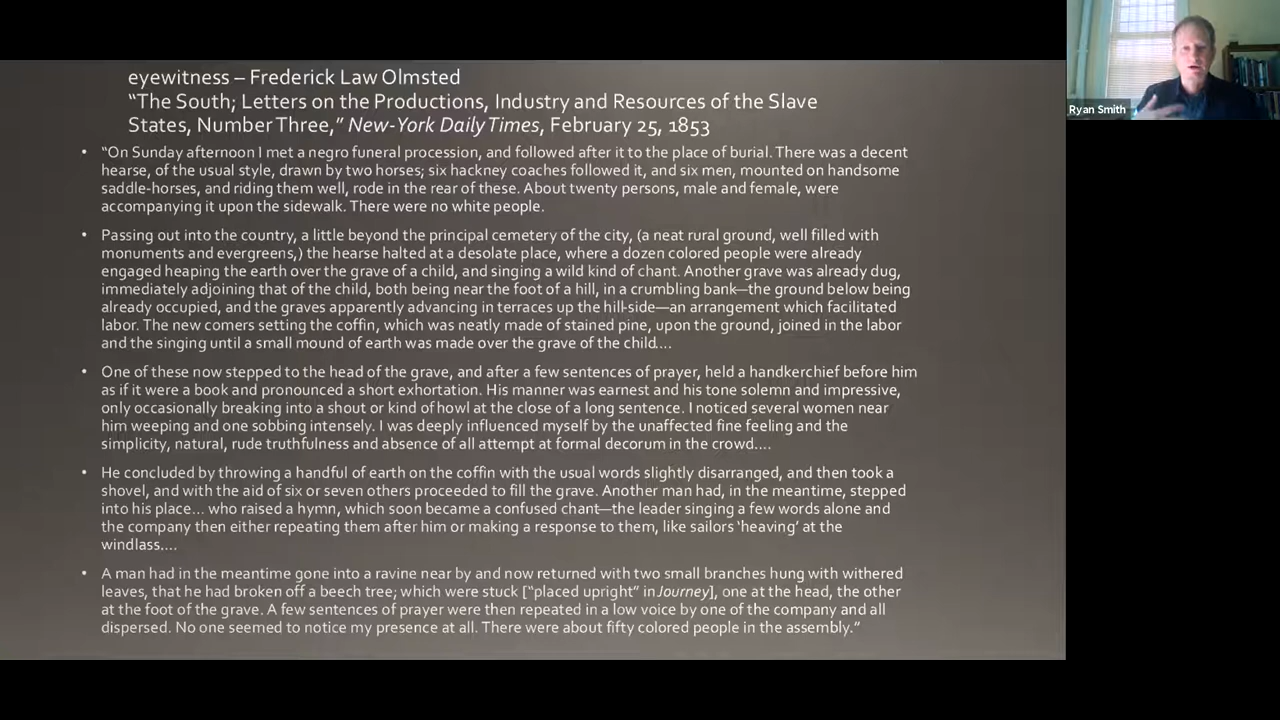 eyewitness – Frederick Law Olmsted
“The South; Letters on the Productions, Industry and Resources of the Slave
States, Number Three,” New-York Daily Times, February 25, 1853
• “On Sunday afternoon I met a negro funeral procession, and followed after it to the place of burial. There was a decent
hearse, of the usual style, drawn by two horses; six hackney coaches followed it, and six men, mounted on handsome
saddle-horses, and riding them well, rode in the rear of these. About twenty persons, male and female, were
accompanying it upon the sidewalk. There were no white people.
• Passing out into the country, a little beyond the principal cemetery of the city, (a neat rural ground, well filled with
monuments and evergreens,) the hearse halted at a desolate place, where a dozen colored people were already
engaged heaping the earth over the grave of a child, and singing a wild kind of chant. Another grave was already dug,
immediately adjoining that of the child, both being near the foot of a hill, in a crumbling bank—the ground below being
already occupied, and the graves apparently advancing in terraces up the hill-side—an arrangement which facilitated
labor. The new comers setting the coffin, which was neatly made of stained pine, upon the ground, joined in the labor
and the singing until a small mound of earth was made over the grave of the child....
• One of these now stepped to the head of the grave, and after a few sentences of prayer, held a handkerchief before him
as if it were a book and pronounced a short exhortation. His manner was earnest and his tone solemn and impressive,
only occasionally breaking into a shout or kind of howl at the close of a long sentence. I noticed several women near
him weeping and one sobbing intensely. I was deeply influenced myself by the unaffected fine feeling and the
simplicity, natural, rude truthfulness and absence of all attempt at formal decorum in the crowd....
• He concluded by throwing a handful of earth on the coffin with the usual words slightly disarranged, and then took a
shovel, and with the aid of six or seven others proceeded to fill the grave. Another man had, in the meantime, stepped
into his place... who raised a hymn, which soon became a confused chant—the leader singing a few words alone and
the company then either repeating them after him or making a response to them, like sailors ‘heaving’ at the
windlass....
• A man had in the meantime gone into a ravine near by and now returned with two small branches hung with withered
leaves, that he had broken off a beech tree; which were stuck [“placed upright” in Journey], one at the head, the other
at the foot of the grave. A few sentences of prayer were then repeated in a low voice by one of the company and all
dispersed. No one seemed to notice my presence at all. There were about fifty colored people in the assembly.”
Ryan Smith